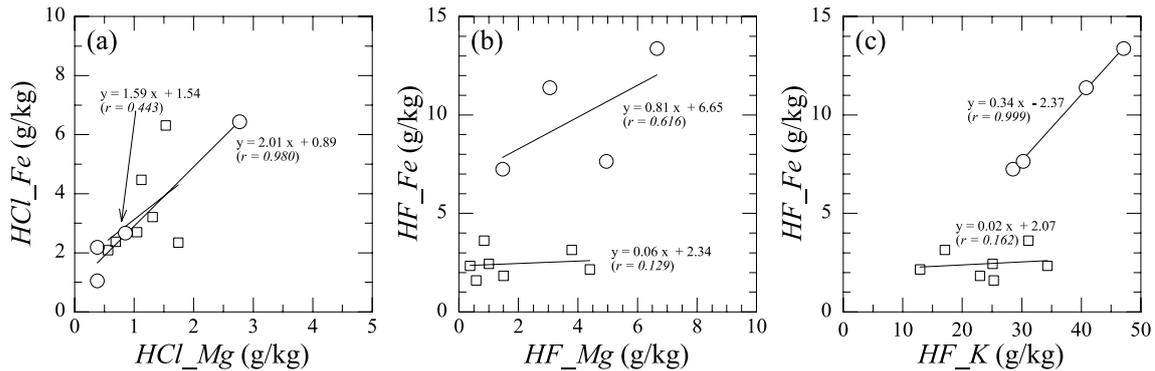 (a)
HCl_Fe (g/kg)
10
8
6
4
2
0
y = 1.59 x + 1.54
(r = 0.443)
y = 2.01 x + 0.89
(r = 0.980)
0 1 2 3 4 5
HCl_Mg (g/kg)
(b)
HF_Fe (g/kg)
15
10
5
0
y = 0.81 x + 6.65
(r = 0.616)
y = 0.06 x + 2.34
(r = 0.129)
0 2 4 6 8 10
HF_Mg (g/kg)
(c)
HF_Fe (g/kg)
15
10
5
0
y = 0.34 x - 2.37
(r = 0.999)
y = 0.02 x + 2.07
(r = 0.162)
0 10 20 30 40 50
HF_K (g/kg)